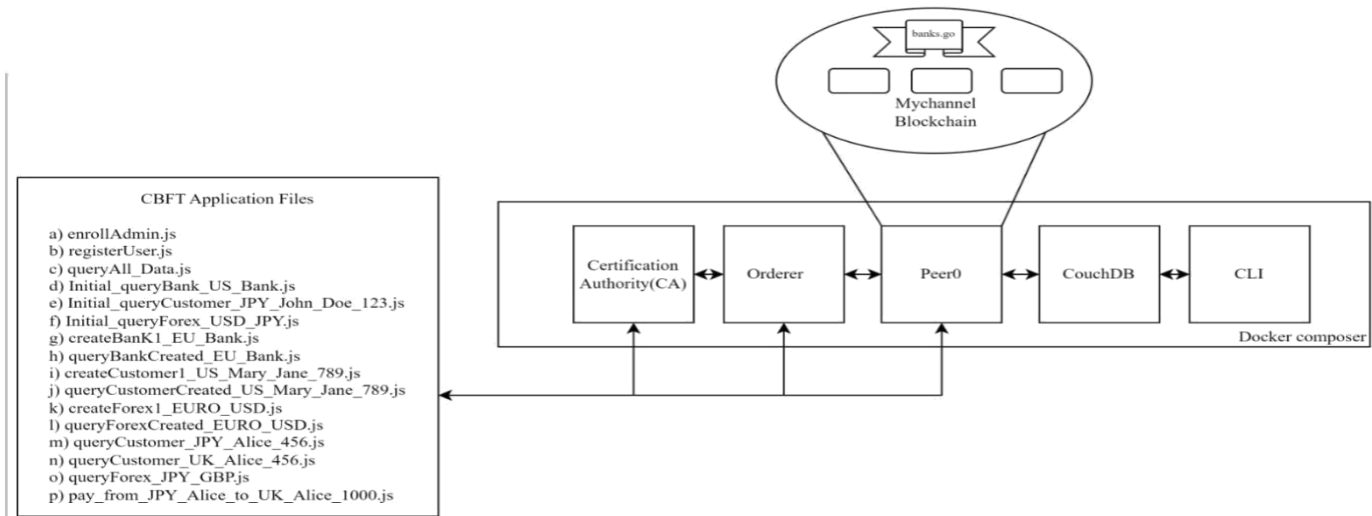 banks.go
Mychannel
Blockchain
CBFT Application Files
a) enrollAdmin.js
b) registerUser.js
c) queryAll_Data.js
d) Initial_queryBank_US_Bank.js
e) Initial_queryCustomer_JPY_John_Doe_123.js
f) Initial_queryForex_USD_JPY.js
g) createBanK1_EU_Bank.js
h) queryBankCreated_EU_Bank.js
i) createCustomer1_US_Mary_Jane_789.js
j) queryCustomerCreated_US_Mary_Jane_789.js
k) createForex1_EURO_USD.js
l) queryForexCreated_EURO_USD.js
m) queryCustomer_JPY_Alice_456.js
n) queryCustomer_UK_Alice_456.js
o) queryForex_JPY_GBP.js
p) pay_from_JPY_Alice_to_UK_Alice_1000.js
Certification
Authority(CA)
Orderer
Peer0
CouchDB
CLI
Docker composer